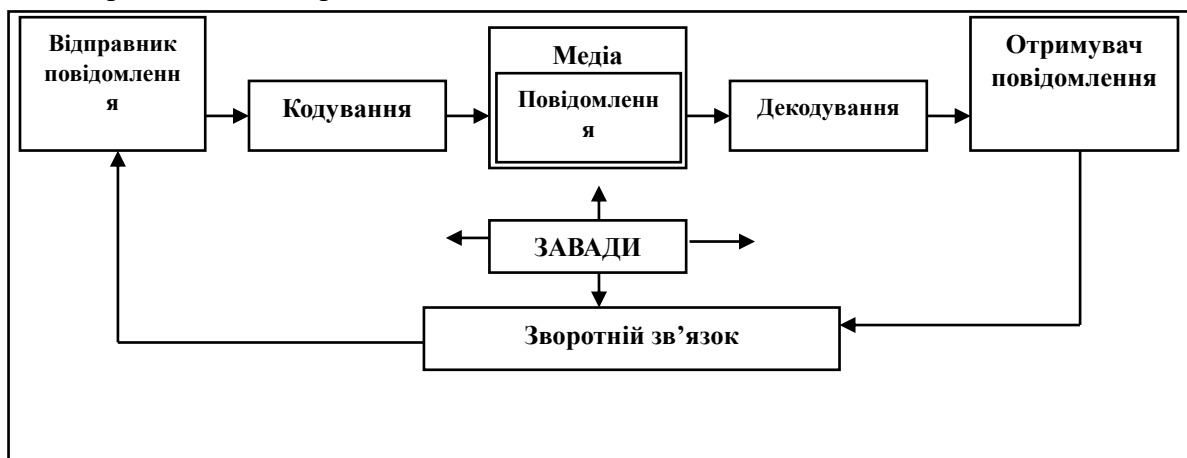 Відправник
повідомленн
я
Кодування
Медіа
Повідомленн
я
Декодування
Отримувач
повідомлення
ЗАВАДИ
Зворотній зв’язок